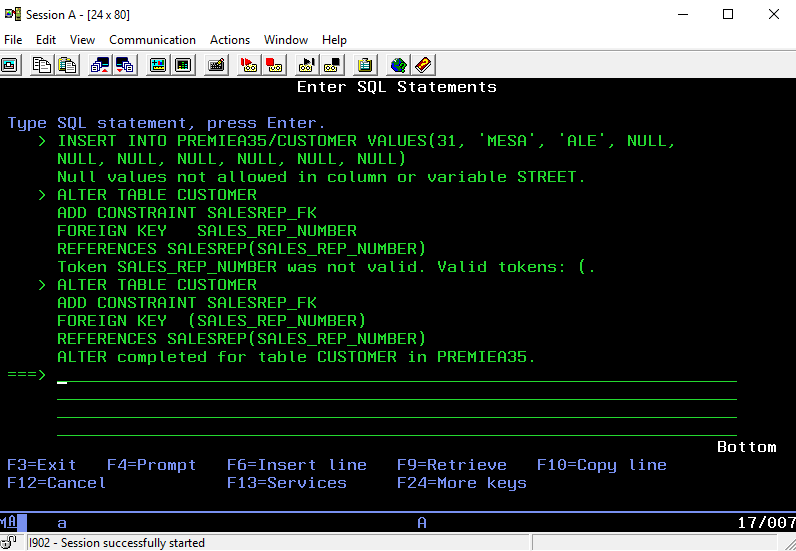 Session A - [24 x 80]
File Edit View Communication Actions Window Help
Enter SQL Statements
Type SQL statement, press Enter.
> INSERT INTO PREMIEA35/CUSTOMER VALUES(31, 'MESA', 'ALE', NULL,
NULL, NULL, NULL, NULL, NULL, NULL)
Null values not allowed in column or variable STREET.
> ALTER TABLE CUSTOMER
ADD CONSTRAINT SALESREP_FK
FOREIGN KEY   SALES_REP_NUMBER
REFERENCES SALESREP(SALES_REP_NUMBER)
Token SALES_REP_NUMBER was not valid. Valid tokens: (.
> ALTER TABLE CUSTOMER
ADD CONSTRAINT SALESREP_FK
FOREIGN KEY  (SALES_REP_NUMBER)
REFERENCES SALESREP(SALES_REP_NUMBER)
ALTER completed for table CUSTOMER in PREMIEA35.
===>
Bottom
F3=Exit   F4=Prompt   F6=Insert line   F9=Retrieve   F10=Copy line
F12=Cancel            F13=Services     F24=More keys
MA a A 17/007
I902 - Session successfully started